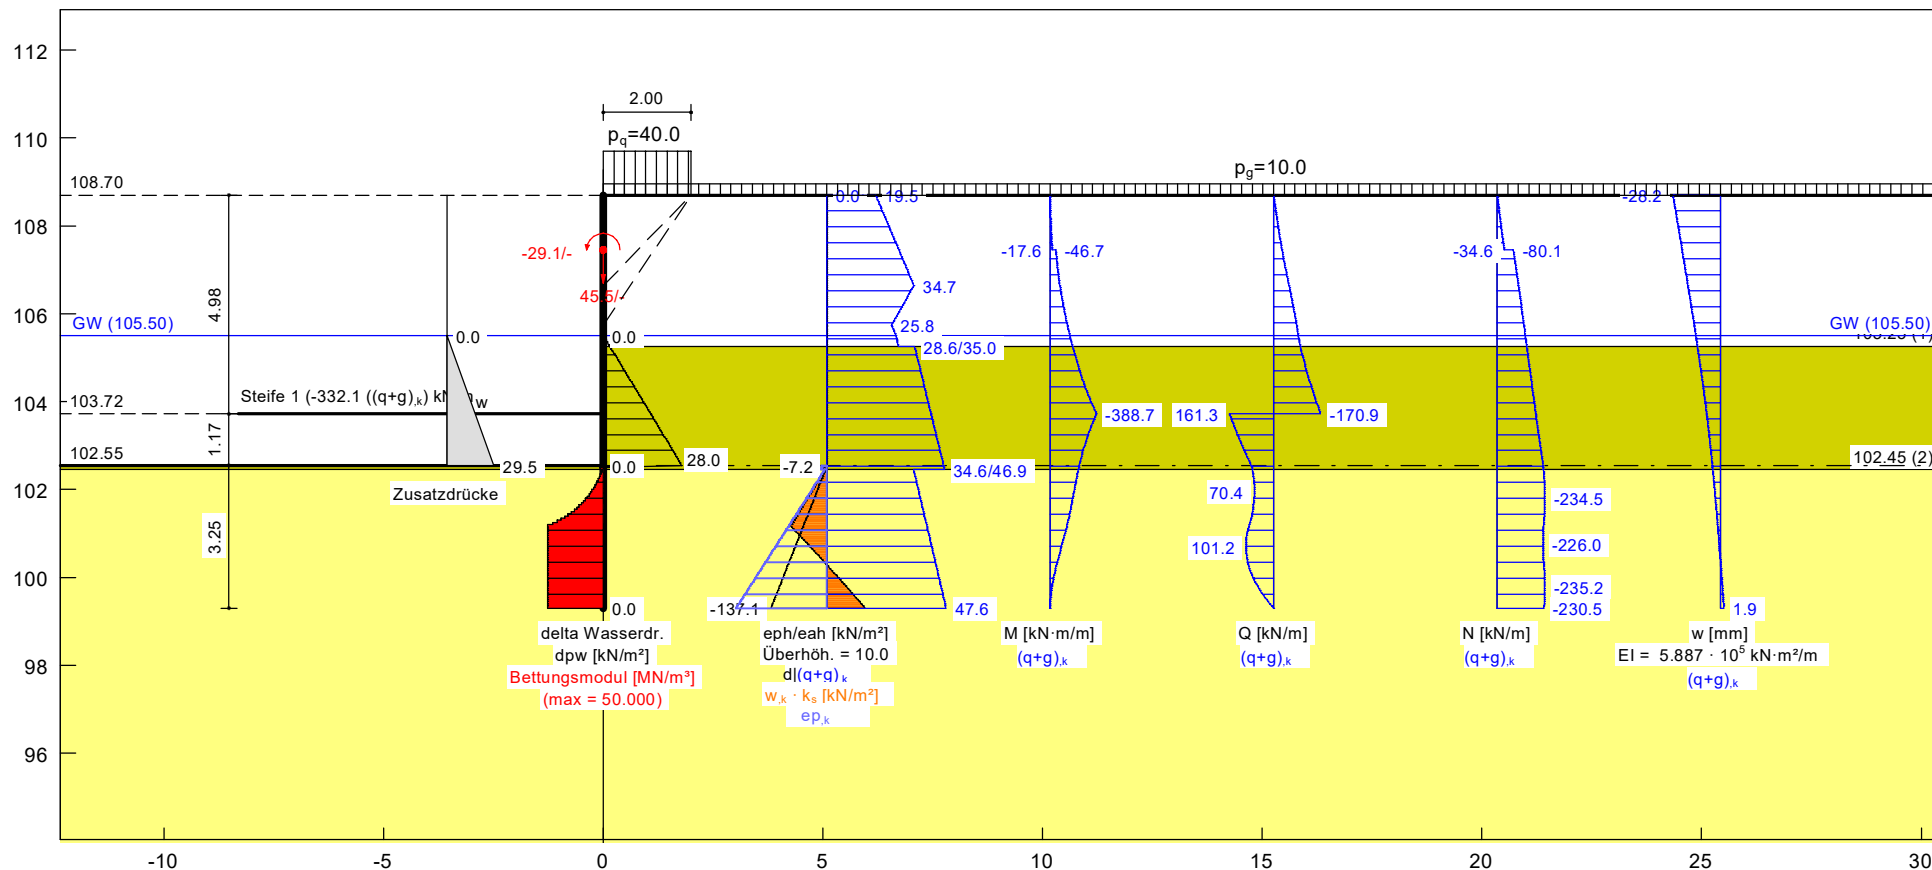 112
110
108
106
104
102
100
98
96
2.00
pq=40.0
pg=10.0
108.70
0.0
19.5
-28.2
-29.1/-
-17.6
-46.7
-34.6
-80.1
4.98
34.7
GW (105.50)
0.0
0.0
25.8
GW (105.50)
28.6/35.0
103.72
Steife 1 (-332.1 ((q+g),k)
w
-388.7
161.3
-170.9
1.17
102.55
29.5
0.0
28.0
-7.2
34.6/46.9
102.45 (2)
Zusatzdrücke
70.4
-234.5
3.25
101.2
-226.0
-235.2
0.0
-137.1
47.6
-230.5
1.9
delta Wasserdr.
dpw [kN/m²]
Bettungsmodul [MN/m³]
(max = 50.000)
eph/eah [kN/m²]
Überhöh. = 10.0
d|(q+g),k
w,k · ks [kN/m²]
ep,k
M [kN·m/m]
(q+g),k
Q [kN/m]
(q+g),k
N [kN/m]
(q+g),k
w [mm]
EI = 5.887 · 10⁵ kN·m²/m
(q+g),k
-10
-5
0
5
10
15
20
25
30